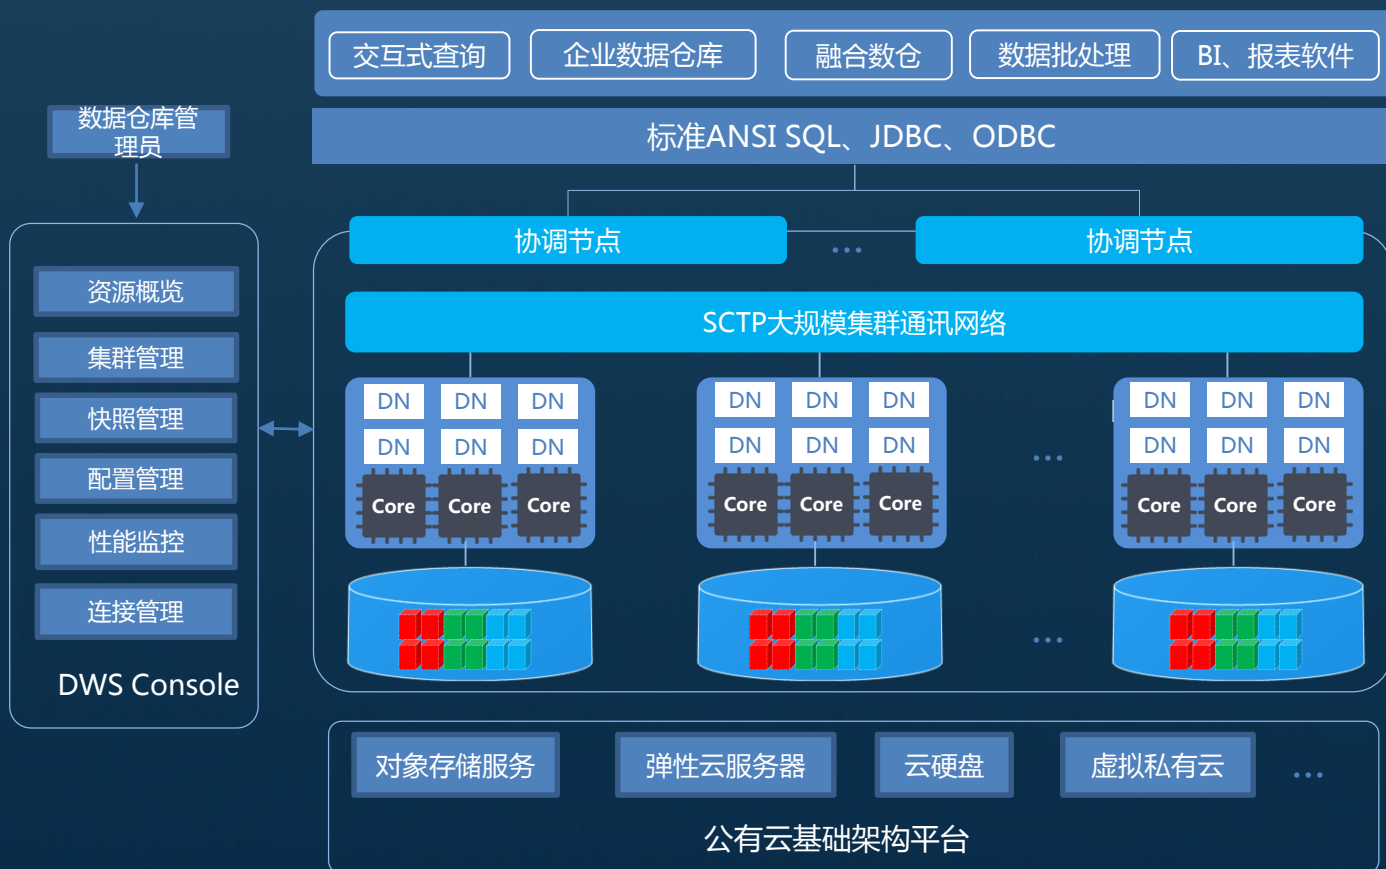 交互式查询
企业数据仓库
融合数仓
数据批处理
BI、报表软件
数据仓库管
理员
标准ANSI SQL、JDBC、ODBC
协调节点
...
协调节点
资源概览
集群管理
快照管理
配置管理
性能监控
连接管理
DWS Console
SCTP大规模集群通讯网络
DN DN DN
DN DN DN
Core Core Core
DN DN DN
DN DN DN
Core Core Core
...
DN DN DN
DN DN DN
Core Core Core
...
对象存储服务
弹性云服务器
云硬盘
虚拟私有云
...
公有云基础架构平台